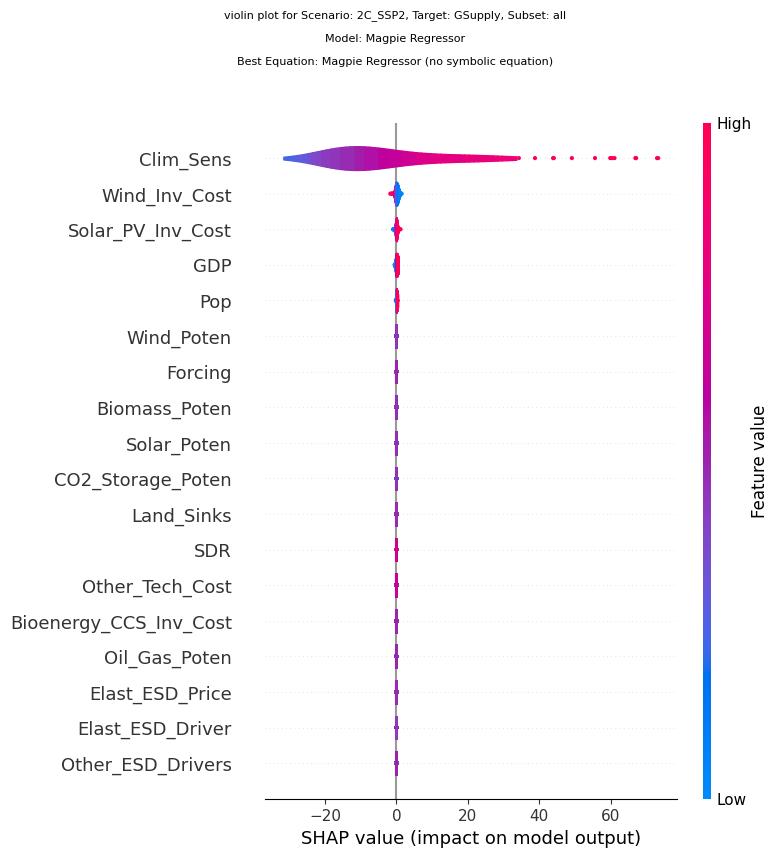 violin plot for Scenario: 2C_SSP2, Target: GSupply, Subset: all
Model: Magpie Regressor
Best Equation: Magpie Regressor (no symbolic equation)
High
Clim_Sens
Wind_Inv_Cost
Solar_PV_Inv_Cost
GDP
Pop
Wind_Poten
Forcing
Biomass_Poten
Solar_Poten
CO2_Storage_Poten
Land_Sinks
SDR
Other_Tech_Cost
Bioenergy_CCS_Inv_Cost
Oil_Gas_Poten
Elast_ESD_Price
Elast_ESD_Driver
Other_ESD_Drivers
Feature value
Low
−20 0 20 40 60
SHAP value (impact on model output)